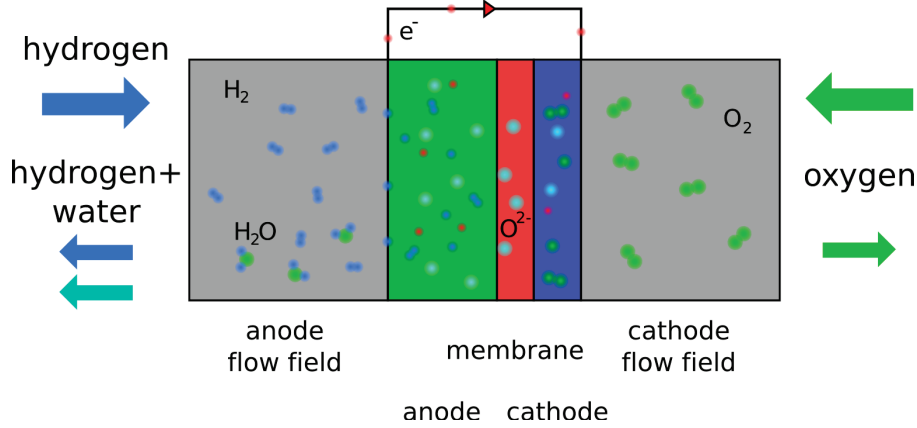 e⁻
hydrogen
H₂
O₂
hydrogen+
water
oxygen
H₂O
O²⁻
anode
flow field
membrane
cathode
flow field
anode
cathode